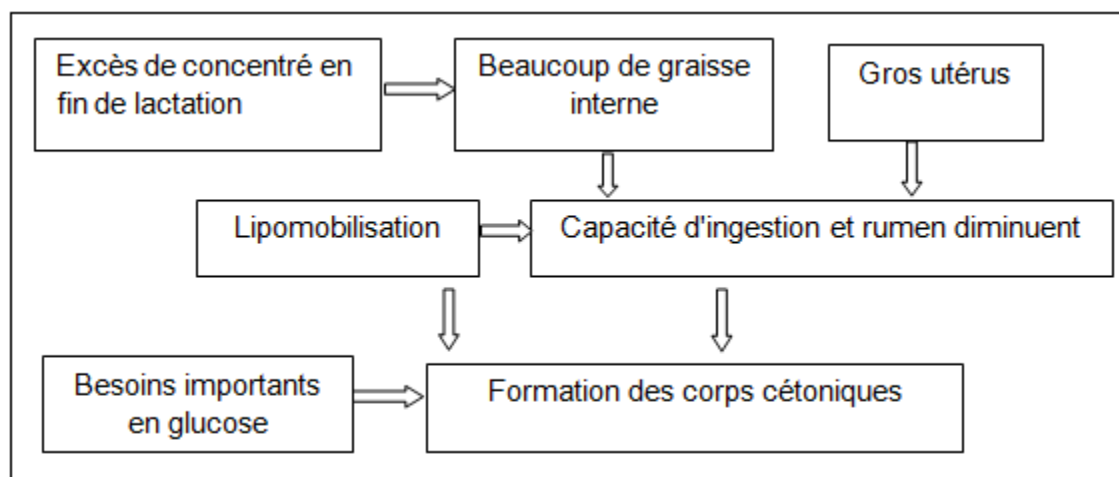 Excès de concentré en
fin de lactation
Beaucoup de graisse
interne
Gros utérus
Lipomobilisation
Capacité d'ingestion et rumen diminuent
Besoins importants
en glucose
Formation des corps cétoniques